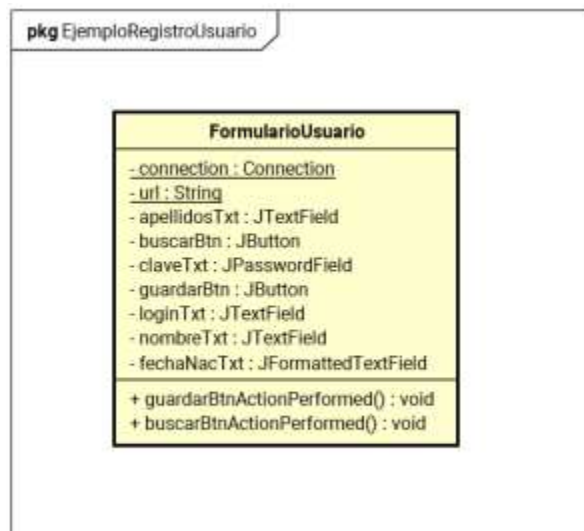 pkg EjemploRegistroUsuario
FormularioUsuario
- connection : Connection
- url : String
- apellidosTxt : JTextField
- buscarBtn : JButton
- claveTxt : JPasswordField
- guardarBtn : JButton
- loginTxt : JTextField
- nombreTxt : JTextField
- fechaNacTxt : JFormattedTextField
+ guardarBtnActionPerformed() : void
+ buscarBtnActionPerformed() : void